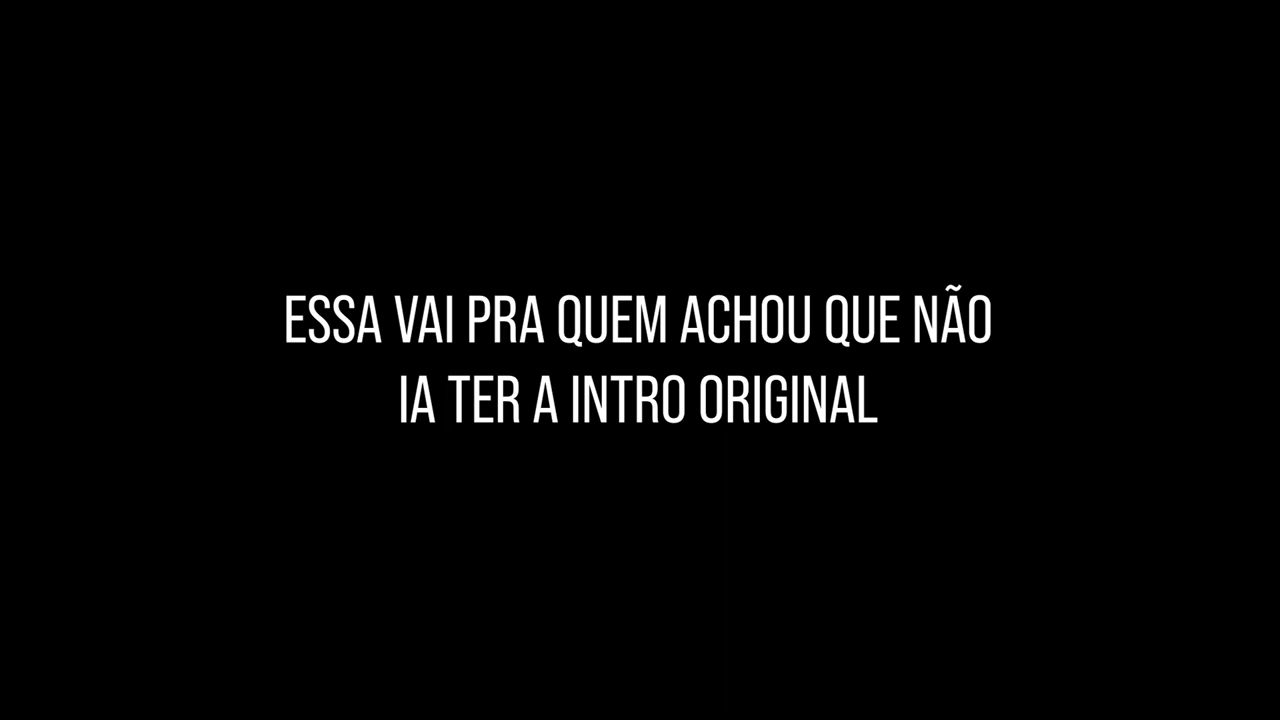 ESSA VAI PRA QUEM ACHOU QUE NÃO
IA TER A INTRO ORIGINAL